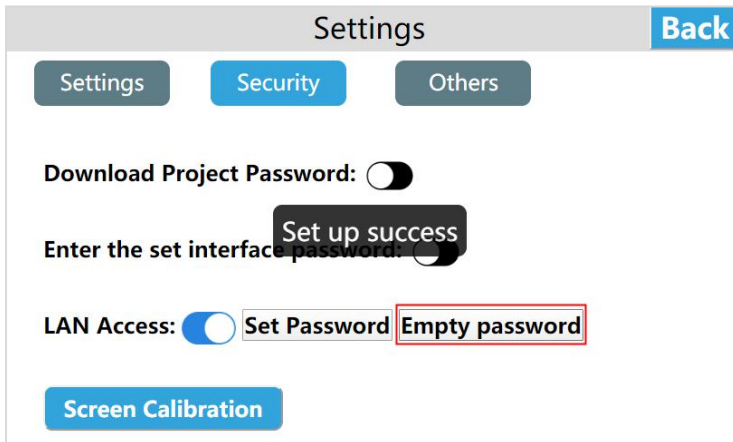 Settings
Back
Settings
Security
Others
Download Project Password:
Set up success
Enter the set interface password:
LAN Access:
Set Password
Empty password
Screen Calibration